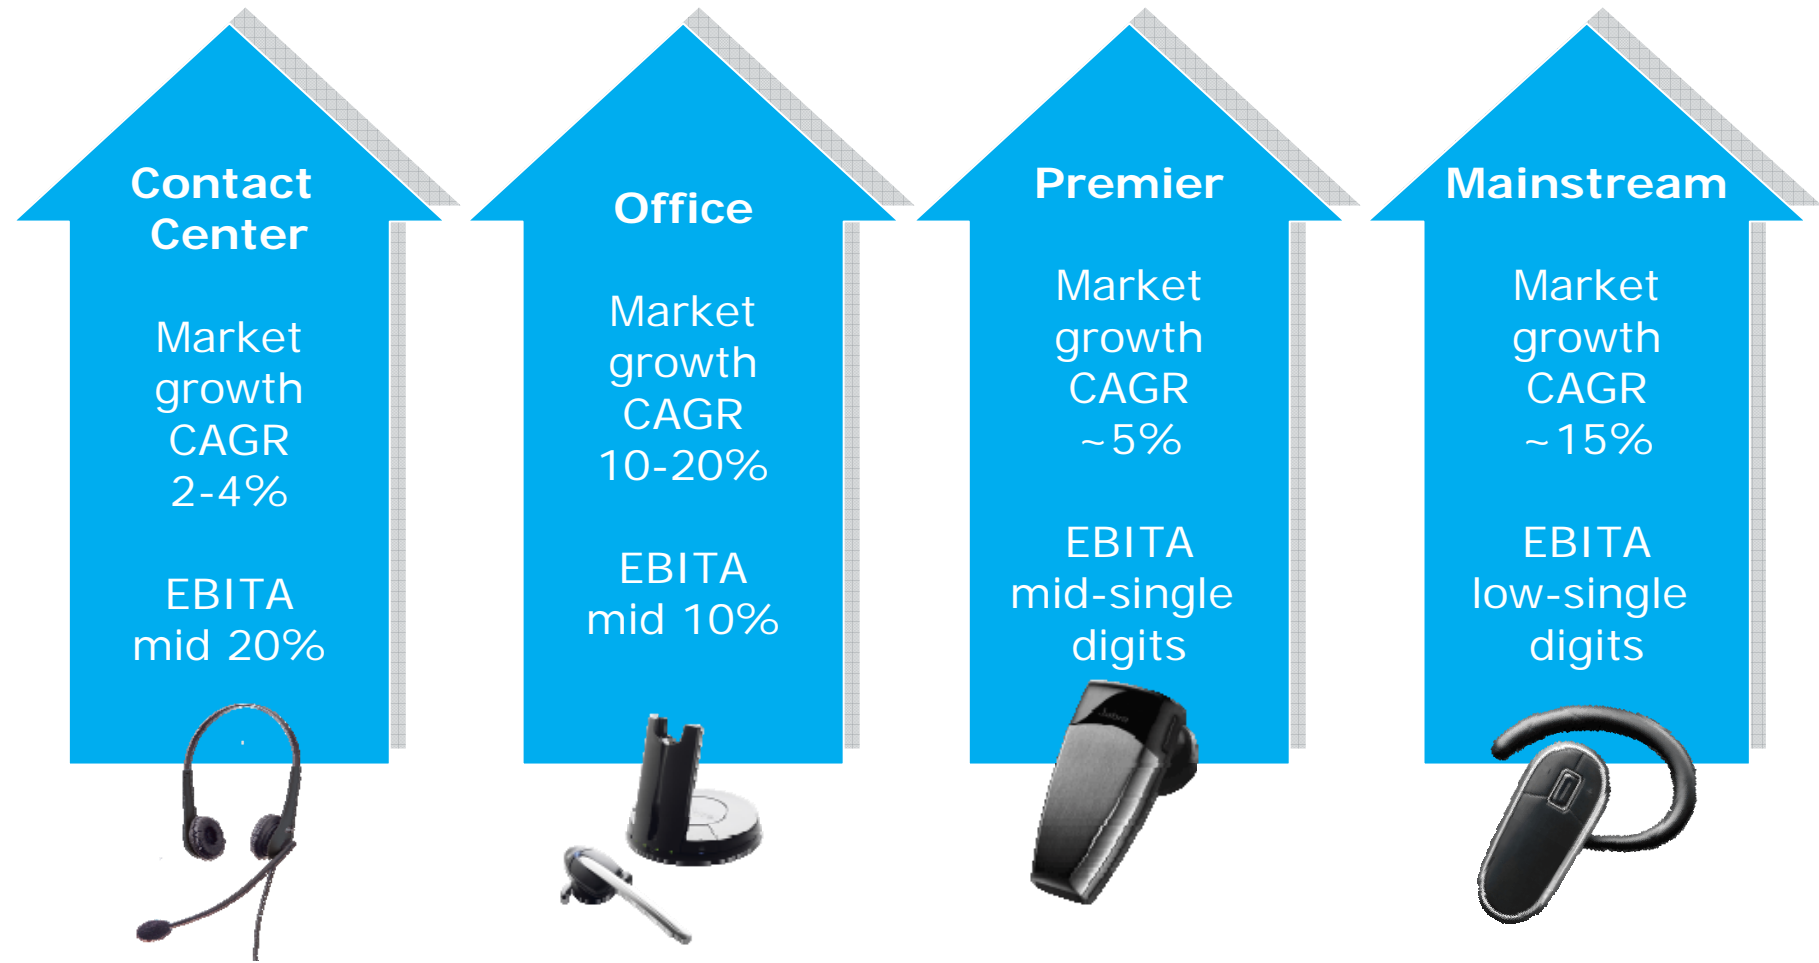 Contact
Center
Market
growth
CAGR
2-4%
EBITA
mid 20%
Office
Market
growth
CAGR
10-20%
EBITA
mid 10%
Premier
Market
growth
CAGR
~5%
EBITA
mid-single
digits
Jabra
Mainstream
Market
growth
CAGR
~15%
EBITA
low-single
digits